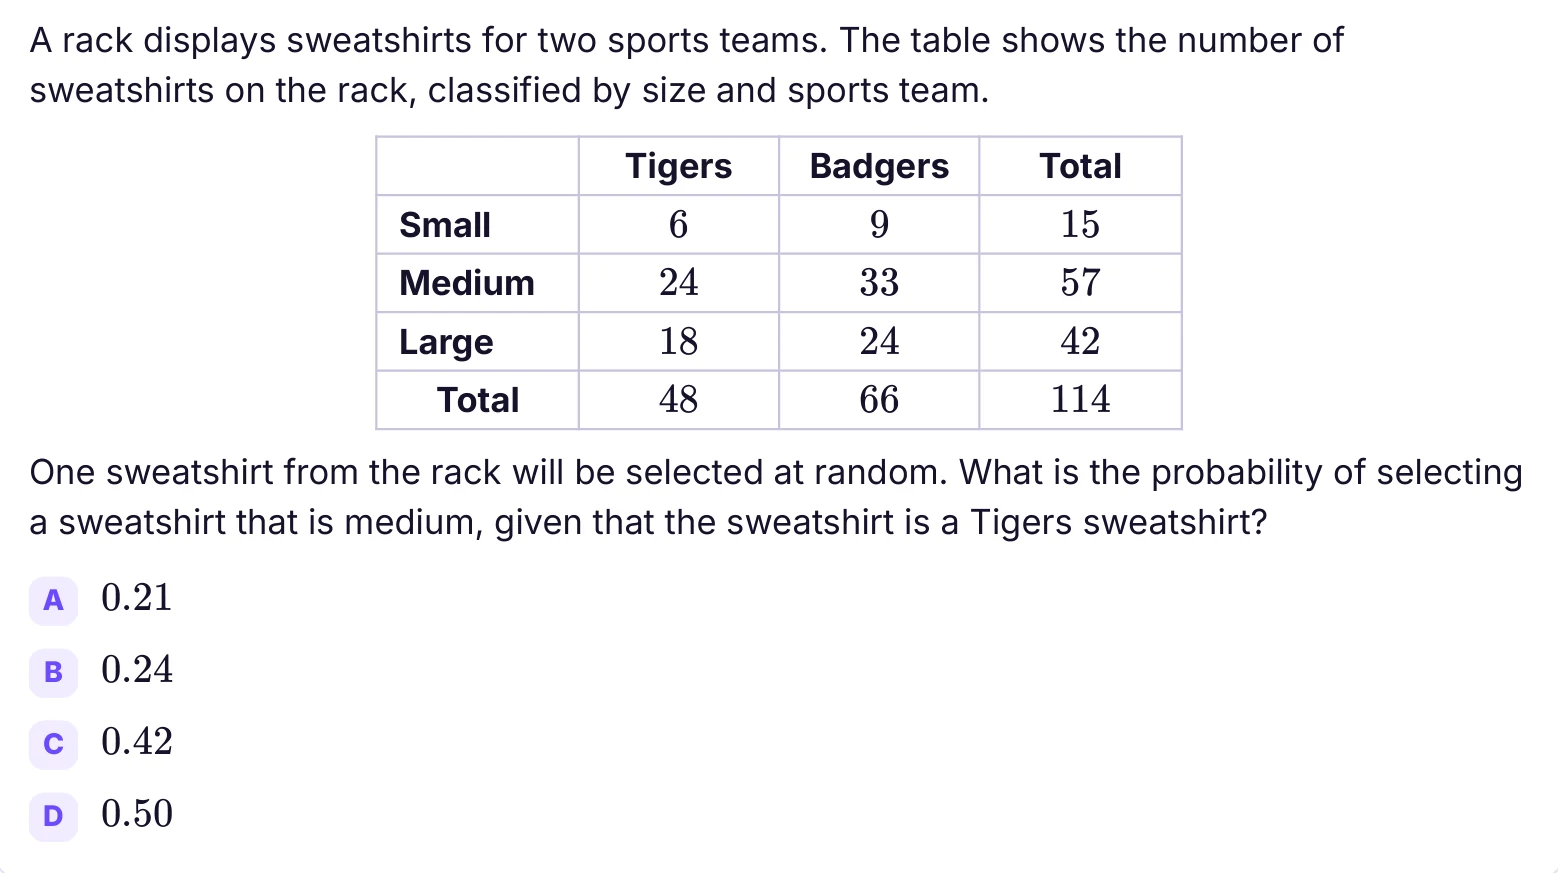 A rack displays sweatshirts for two sports teams. The table shows the number of
sweatshirts on the rack, classified by size and sports team.
Tigers Badgers Total
Small 6 9 15
Medium 24 33 57
Large 18 24 42
Total 48 66 114
One sweatshirt from the rack will be selected at random. What is the probability of selecting
a sweatshirt that is medium, given that the sweatshirt is a Tigers sweatshirt?
A 0.21
B 0.24
C 0.42
D 0.50